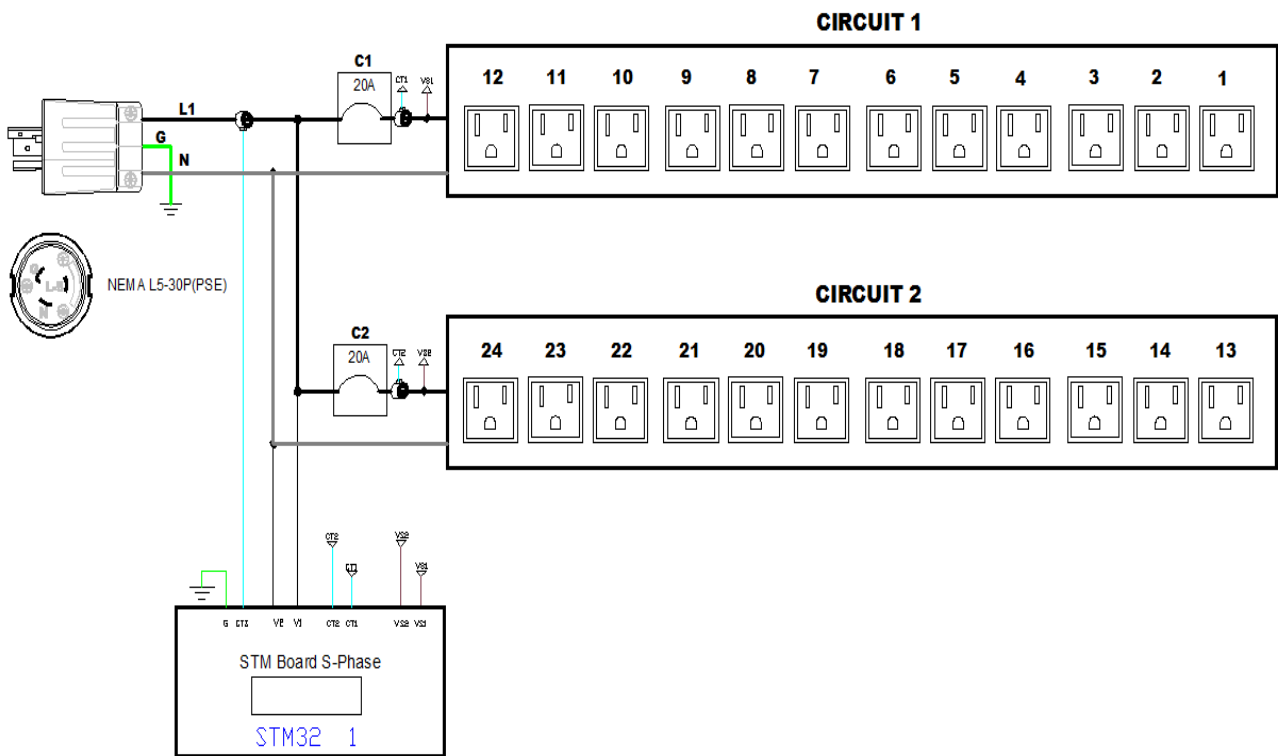 CIRCUIT 1
C1
20A
CT1
VS1
12 11 10 9 8 7 6 5 4 3 2 1
L1
G
N
NEMA L5-30P(PSE)
G
N
CIRCUIT 2
C2
20A
CT2
VS2
24 23 22 21 20 19 18 17 16 15 14 13
CT2
CT1
VS2
VS1
G CT3 V2 V1 CT2 CT1 VS2 VS1
STM Board S-Phase
STM32 1